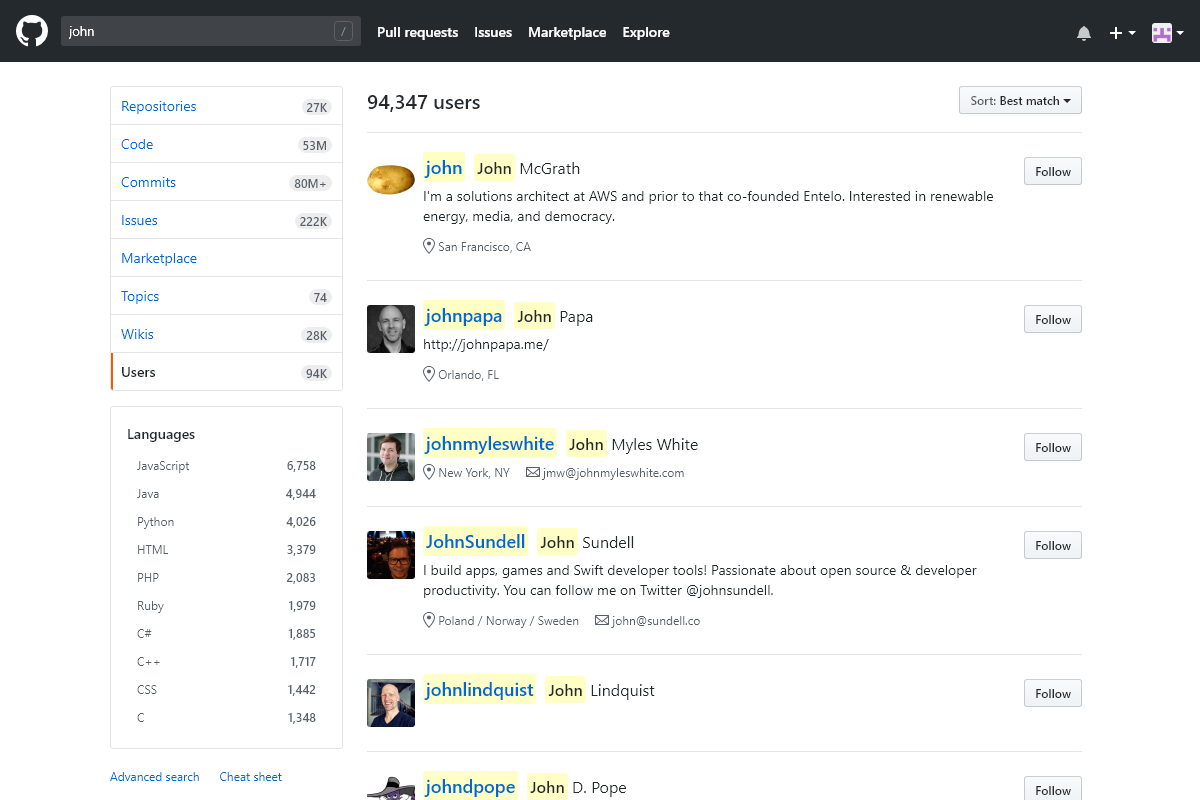 john /
Pull requests Issues Marketplace Explore
Repositories 27K
Code 53M
Commits 80M+
Issues 222K
Marketplace
Topics 74
Wikis 28K
Users 94K
Languages
JavaScript 6,758
Java 4,944
Python 4,026
HTML 3,379
PHP 2,083
Ruby 1,979
C# 1,885
C++ 1,717
CSS 1,442
C 1,348
Advanced search Cheat sheet
94,347 users
Sort: Best match
john John McGrath
Follow
I'm a solutions architect at AWS and prior to that co-founded Entelo. Interested in renewable
energy, media, and democracy.
San Francisco, CA
johnpapa John Papa
Follow
http://johnpapa.me/
Orlando, FL
johnmyleswhite John Myles White
Follow
New York, NY jmw@johnmyleswhite.com
JohnSundell John Sundell
Follow
I build apps, games and Swift developer tools! Passionate about open source & developer
productivity. You can follow me on Twitter @johnsundell.
Poland / Norway / Sweden john@sundell.co
johnlindquist John Lindquist
Follow
johndpope John D. Pope
Follow